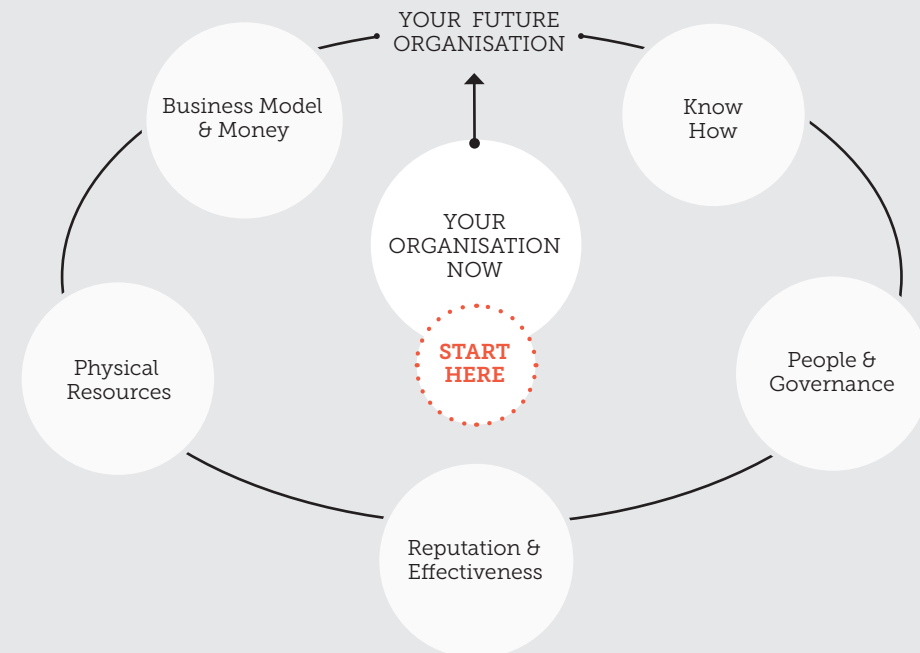 YOUR FUTURE
ORGANISATION
Business Model
& Money
Know
How
YOUR
ORGANISATION
NOW
START
HERE
Physical
Resources
People &
Governance
Reputation &
Effectiveness